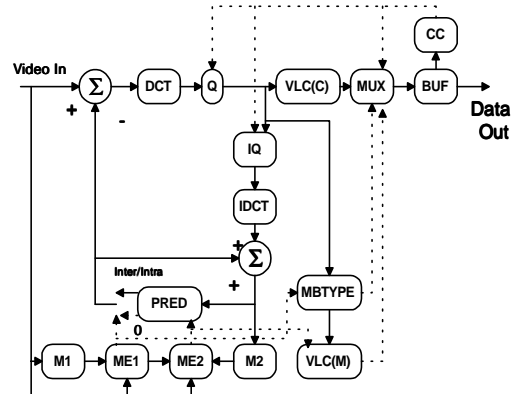 CC
Video In
Σ
DCT
Q
VLC(C)
MUX
BUF
+
-
Data
Out
IQ
IDCT
+
Σ
+
Inter/Intra
PRED
MBTYPE
0
M1
ME1
ME2
M2
VLC(M)